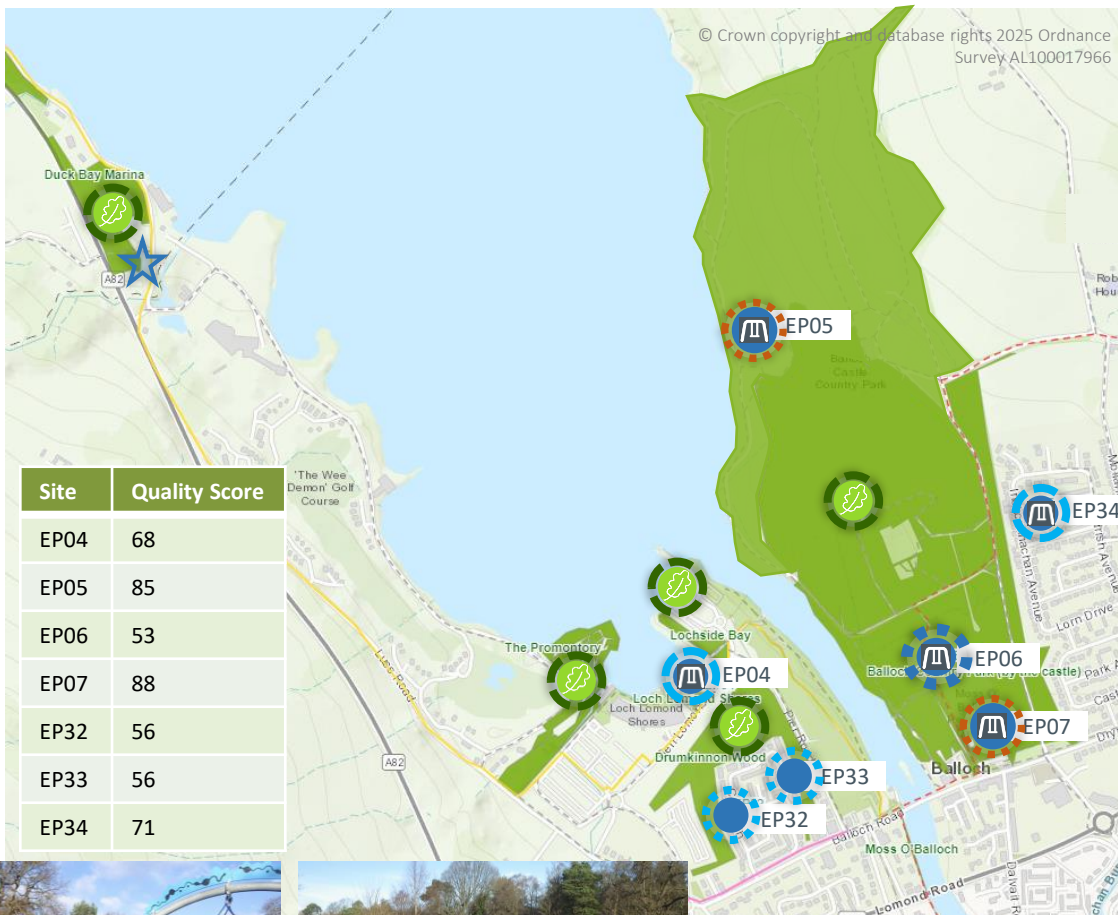 © Crown copyright and database rights 2025 Ordnance
Survey AL100017966
Duck Bay Marina
A82
EP05
Castle
Country Park
'The Wee
Demon' Golf
Course
EP34
Lorn Drive
Lochside Bay
The Promontory
EP04
Loch Lomond Shores
Loch Lomond
Shores
EP06
EP07
Drumkinnon Wood
Balloch
EP33
EP32
A82
Balloch Road
Moss O'Balloch
Lomond Road
Site Quality Score
EP04 68
EP05 85
EP06 53
EP07 88
EP32 56
EP33 56
EP34 71